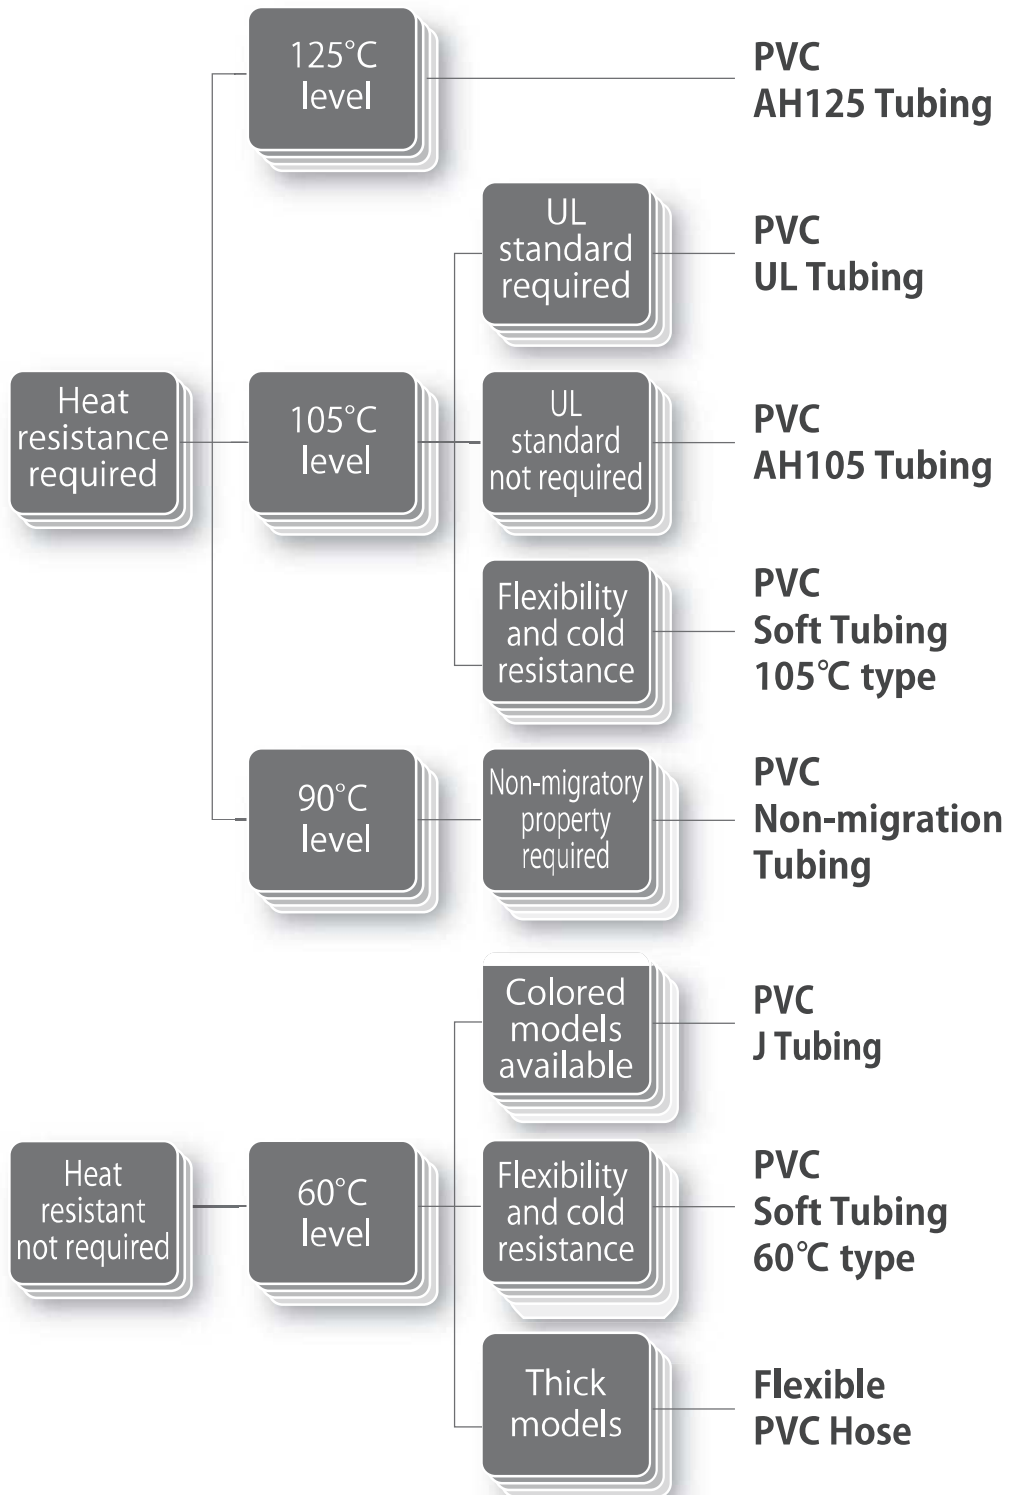 125°C
level
PVC
AH125 Tubing
UL
standard
required
PVC
UL Tubing
Heat
resistance
required
105°C
level
UL
standard
not required
PVC
AH105 Tubing
Flexibility
and cold
resistance
PVC
Soft Tubing
105℃ type
90°C
level
Non-migratory
property
required
PVC
Non-migration
Tubing
Colored
models
available
PVC
J Tubing
Heat
resistant
not required
60°C
level
Flexibility
and cold
resistance
PVC
Soft Tubing
60℃ type
Thick
models
Flexible
PVC Hose